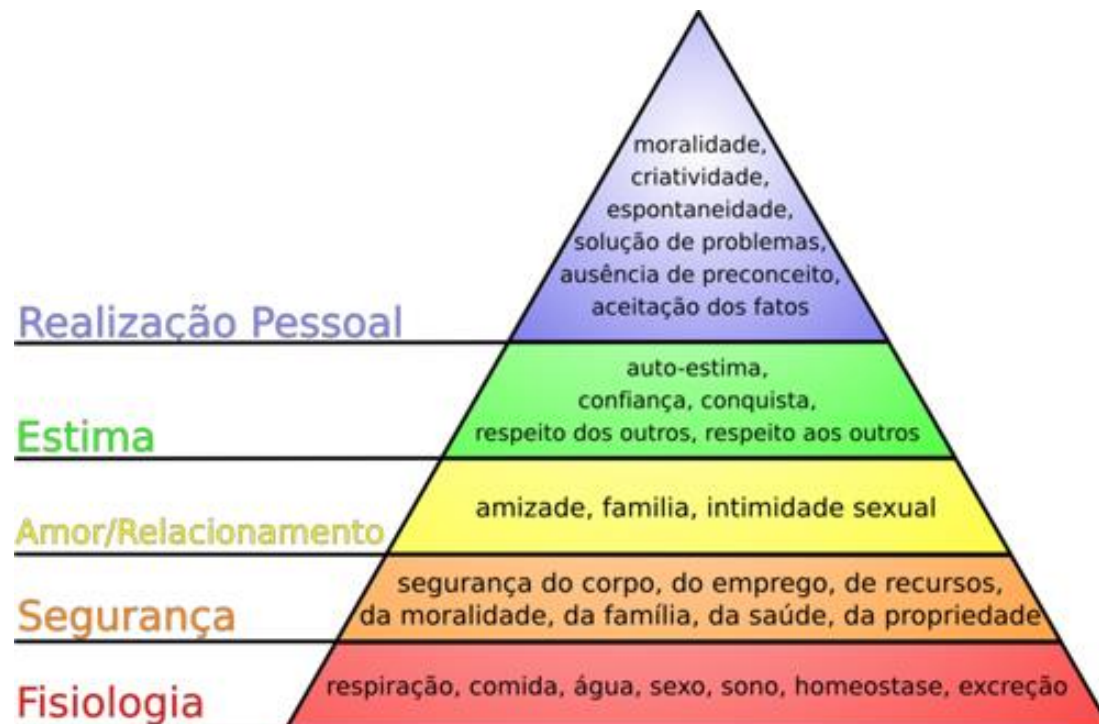 moralidade,
criatividade,
espontaneidade,
solução de problemas,
ausência de preconceito,
aceitação dos fatos
Realização Pessoal
auto-estima,
confiança, conquista,
respeito dos outros, respeito aos outros
Estima
amizade, familia, intimidade sexual
Amor/Relacionamento
segurança do corpo, do emprego, de recursos,
da moralidade, da família, da saúde, da propriedade
Segurança
respiração, comida, água, sexo, sono, homeostase, excreção
Fisiologia